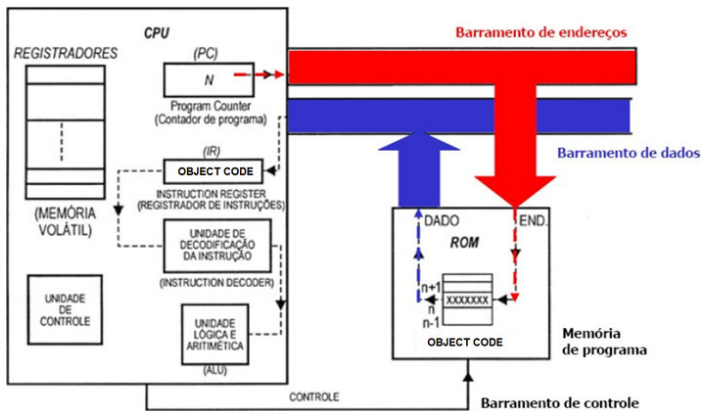 CPU
REGISTRADORES
(PC)
N
Program Counter
(Contador de programa)
(IR)
OBJECT CODE
INSTRUCTION REGISTER
(REGISTRADOR DE INSTRUÇÕES)
(MEMÓRIA
VOLÁTIL)
UNIDADE DE
DECODIFICAÇÃO
DA INSTRUÇÃO
(INSTRUCTION DECODER)
UNIDADE
DE
CONTROLE
UNIDADE
LÓGICA E
ARITMÉTICA
(ALU)
Barramento de endereços
Barramento de dados
DADO
END.
ROM
n+1
n
n-1
XXXXXXX
OBJECT CODE
Memória
de programa
CONTROLE
Barramento de controle